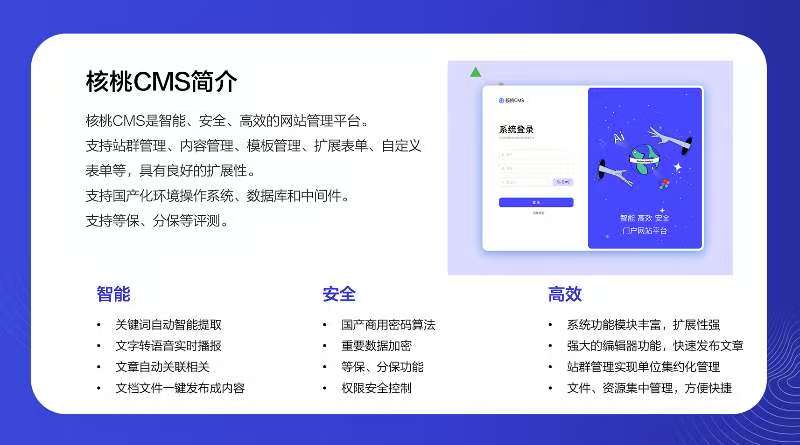 核桃CMS简介
核桃CMS是智能、安全、高效的网站管理平台。
支持站群管理、内容管理、模板管理、扩展表单、自定义
表单等，具有良好的扩展性。
支持国产化环境操作系统、数据库和中间件。
支持等保、分保等评测。
核桃CMS
系统登录
登录
Ai
智能 高效 安全
门户网站平台
智能
• 关键词自动智能提取
• 文字转语音实时播报
• 文章自动关联相关
• 文档文件一键发布成内容
安全
• 国产商用密码算法
• 重要数据加密
• 等保、分保功能
• 权限安全控制
高效
• 系统功能模块丰富，扩展性强
• 强大的编辑器功能，快速发布文章
• 站群管理实现单位集约化管理
• 文件、资源集中管理，方便快捷